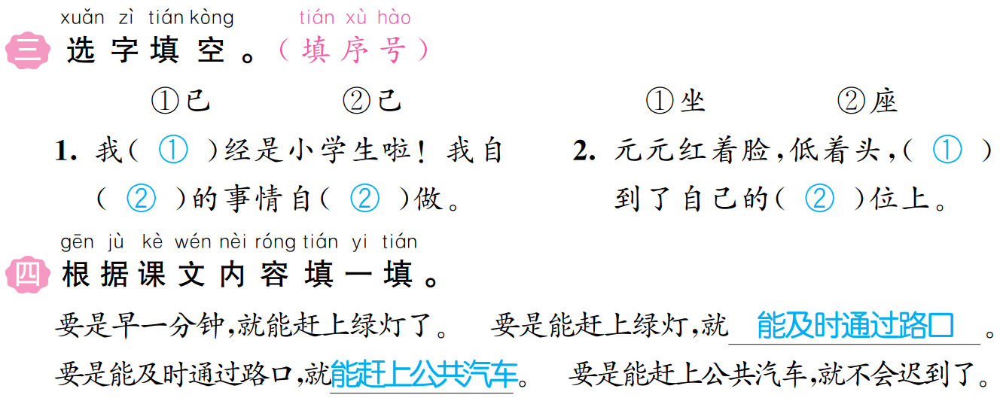 xuǎn zì tián kòng tián xù hào
三 选字填空。（填序号）
①已 ②己 ①坐 ②座
1. 我( ① )经是小学生啦！我自
( ② )的事情自( ② )做。
2. 元元红着脸，低着头，( ① )
到了自己的( ② )位上。
gēn jù kè wén nèi róng tián yi tián
四 根据课文内容填一填。
要是早一分钟，就能赶上绿灯了。 要是能赶上绿灯，就能及时通过路口。
要是能及时通过路口，就能赶上公共汽车。 要是能赶上公共汽车，就不会迟到了。